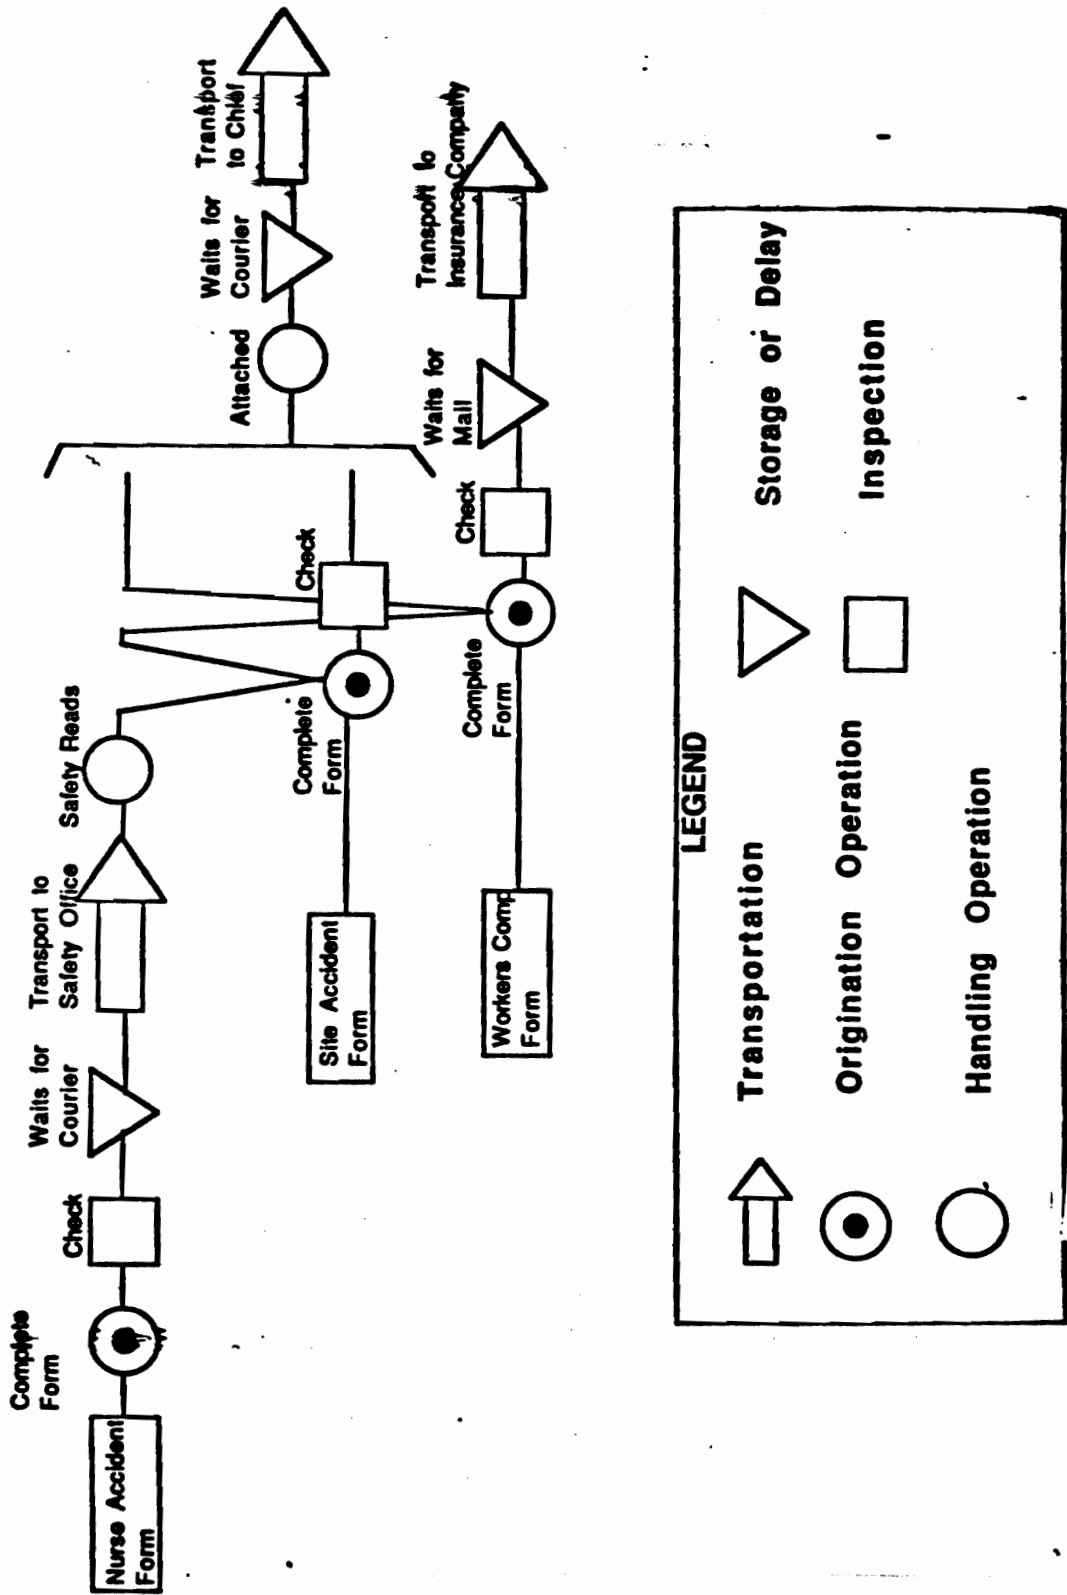 Complete
Form
Nurse Accident
Form
Check
Waits for
Courier
Transport to
Safety Office
Safety Reads
Site Accident
Form
Complete
Form
Check
Workers Comp
Form
Complete
Form
Check
Waits for
Mail
Transport to
Insurance Company
Attached
Waits for
Courier
Transport
to Chief
LEGEND
Transportation
Storage or Delay
Origination Operation
Inspection
Handling Operation